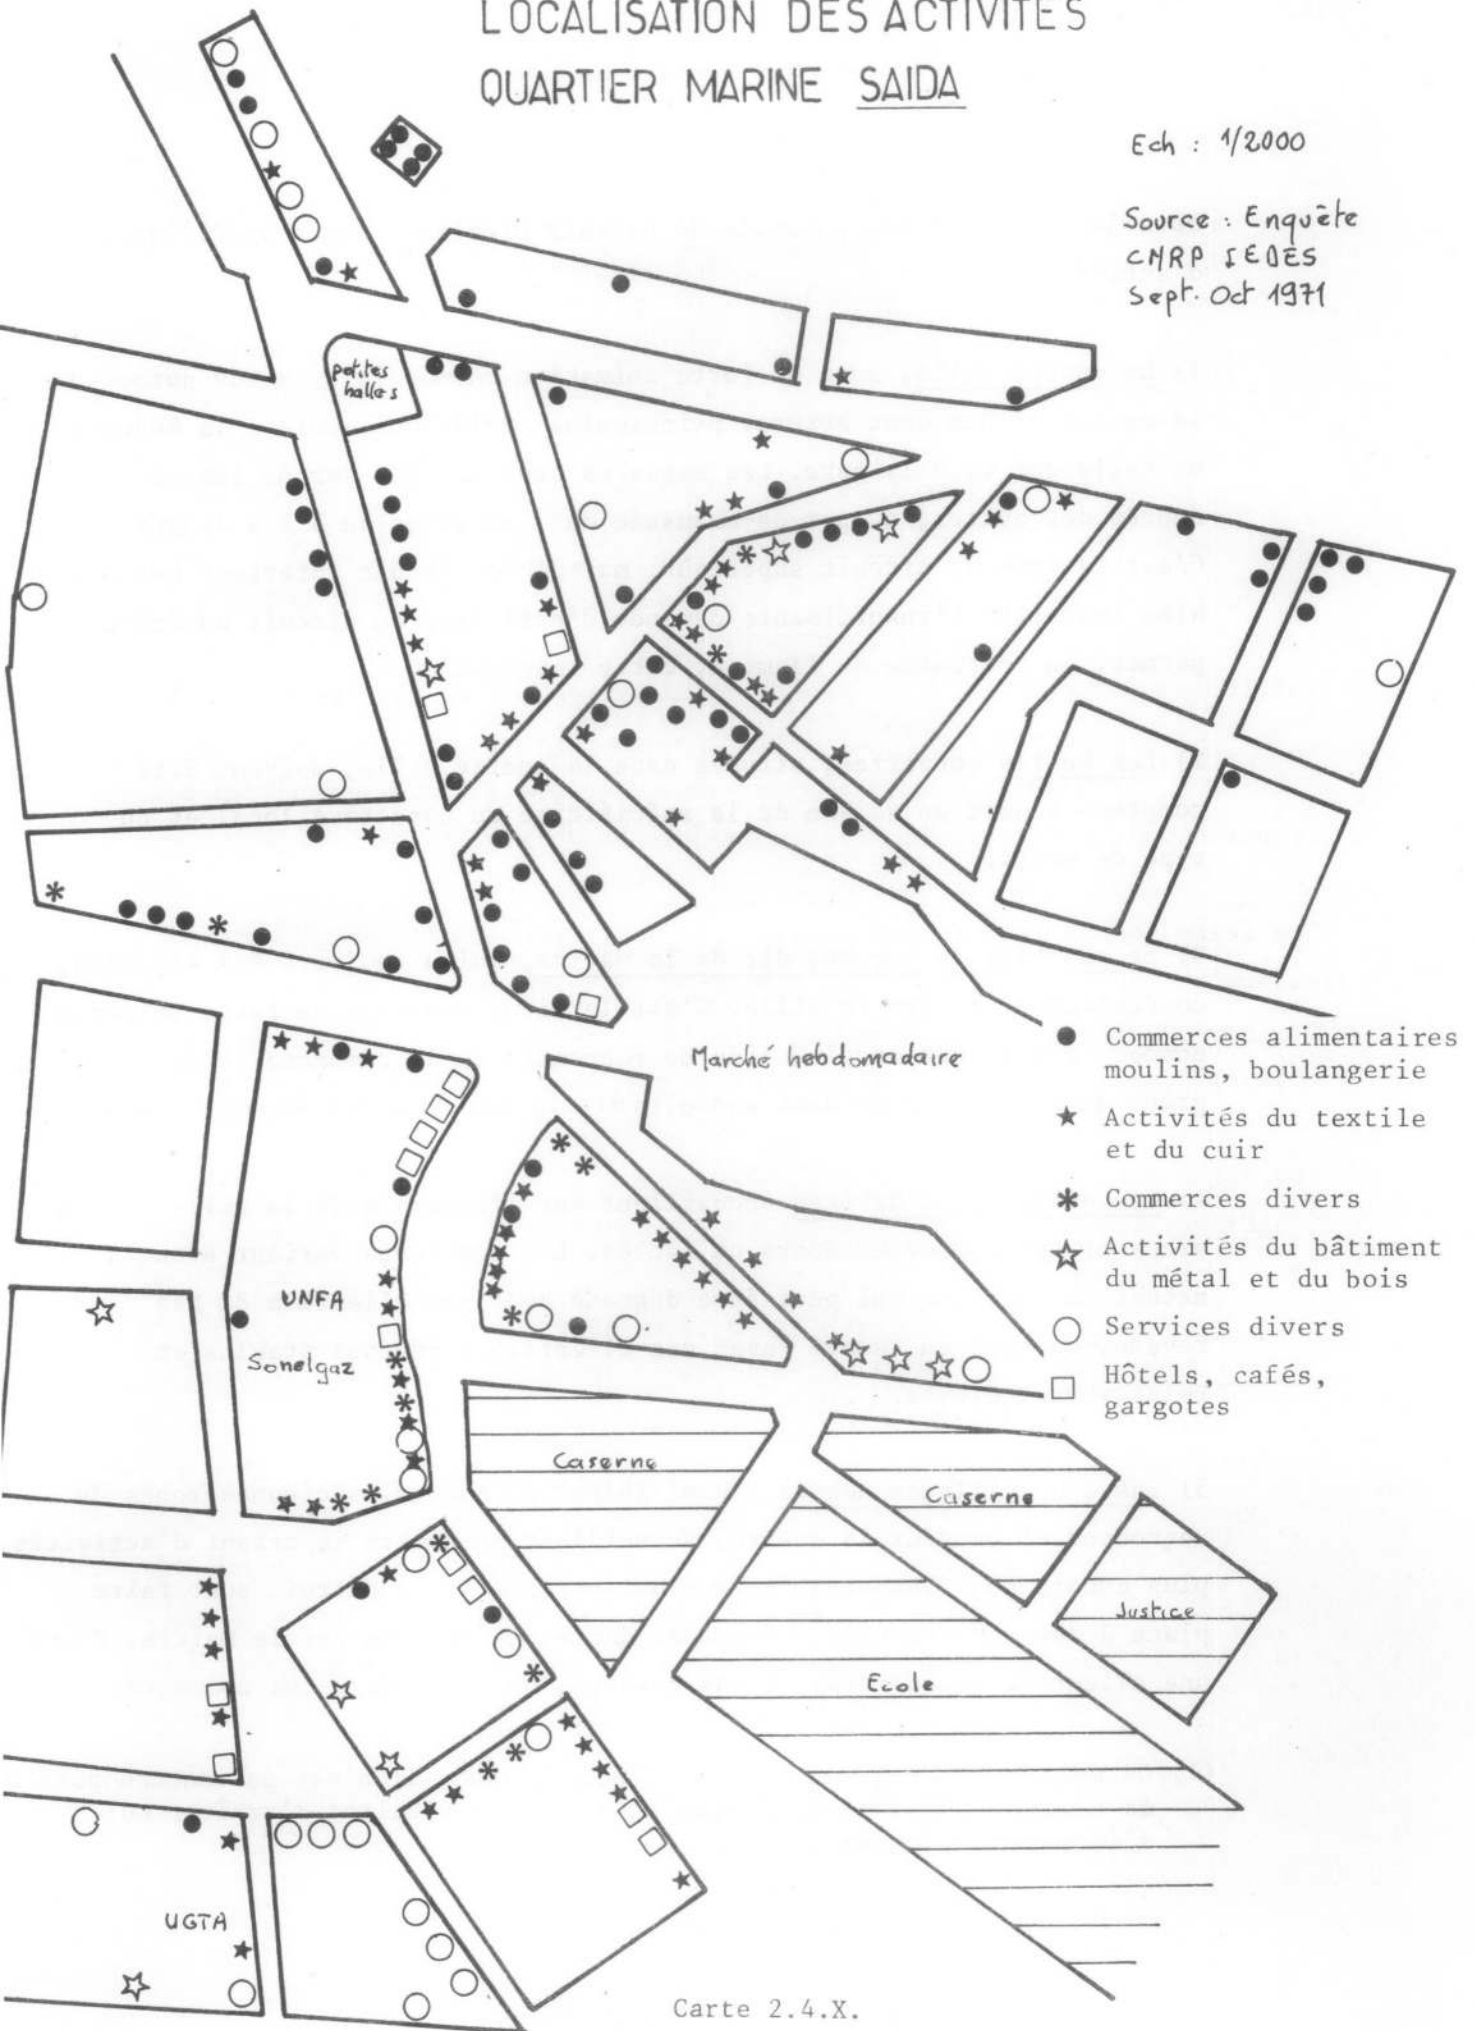 LOCALISATION DES ACTIVITES
QUARTIER MARINE SAIDA
Ech : 1/2000
Source : Enquête
CNRP SEDES
Sept. Oct 1971
petites
halles
Marché hebdomadaire
Commerces alimentaires
moulins, boulangerie
Activités du textile
et du cuir
Commerces divers
Activités du bâtiment
du métal et du bois
Services divers
Hôtels, cafés,
gargotes
UNFA
Sonelgaz
Caserne
Caserne
Justice
Ecole
UGTA
Carte 2.4.X.